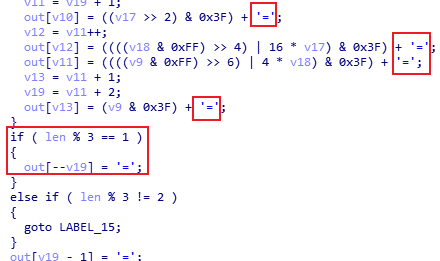 v11 = v19 + 1;
out[v10] = ((v17 >> 2) & 0x3F) + '=';
v12 = v11++;
out[v12] = ((((v18 & 0xFF) >> 4) | 16 * v17) & 0x3F) + '=';
out[v11] = ((((v9 & 0xFF) >> 6) | 4 * v18) & 0x3F) + '=';
v13 = v11 + 1;
v19 = v11 + 2;
out[v13] = (v9 & 0x3F) + '=';
}
if ( len % 3 == 1 )
{
out[--v19] = '=';
}
else if ( len % 3 != 2 )
{
goto LABEL_15;
}
out[v19 - 1] = '=';